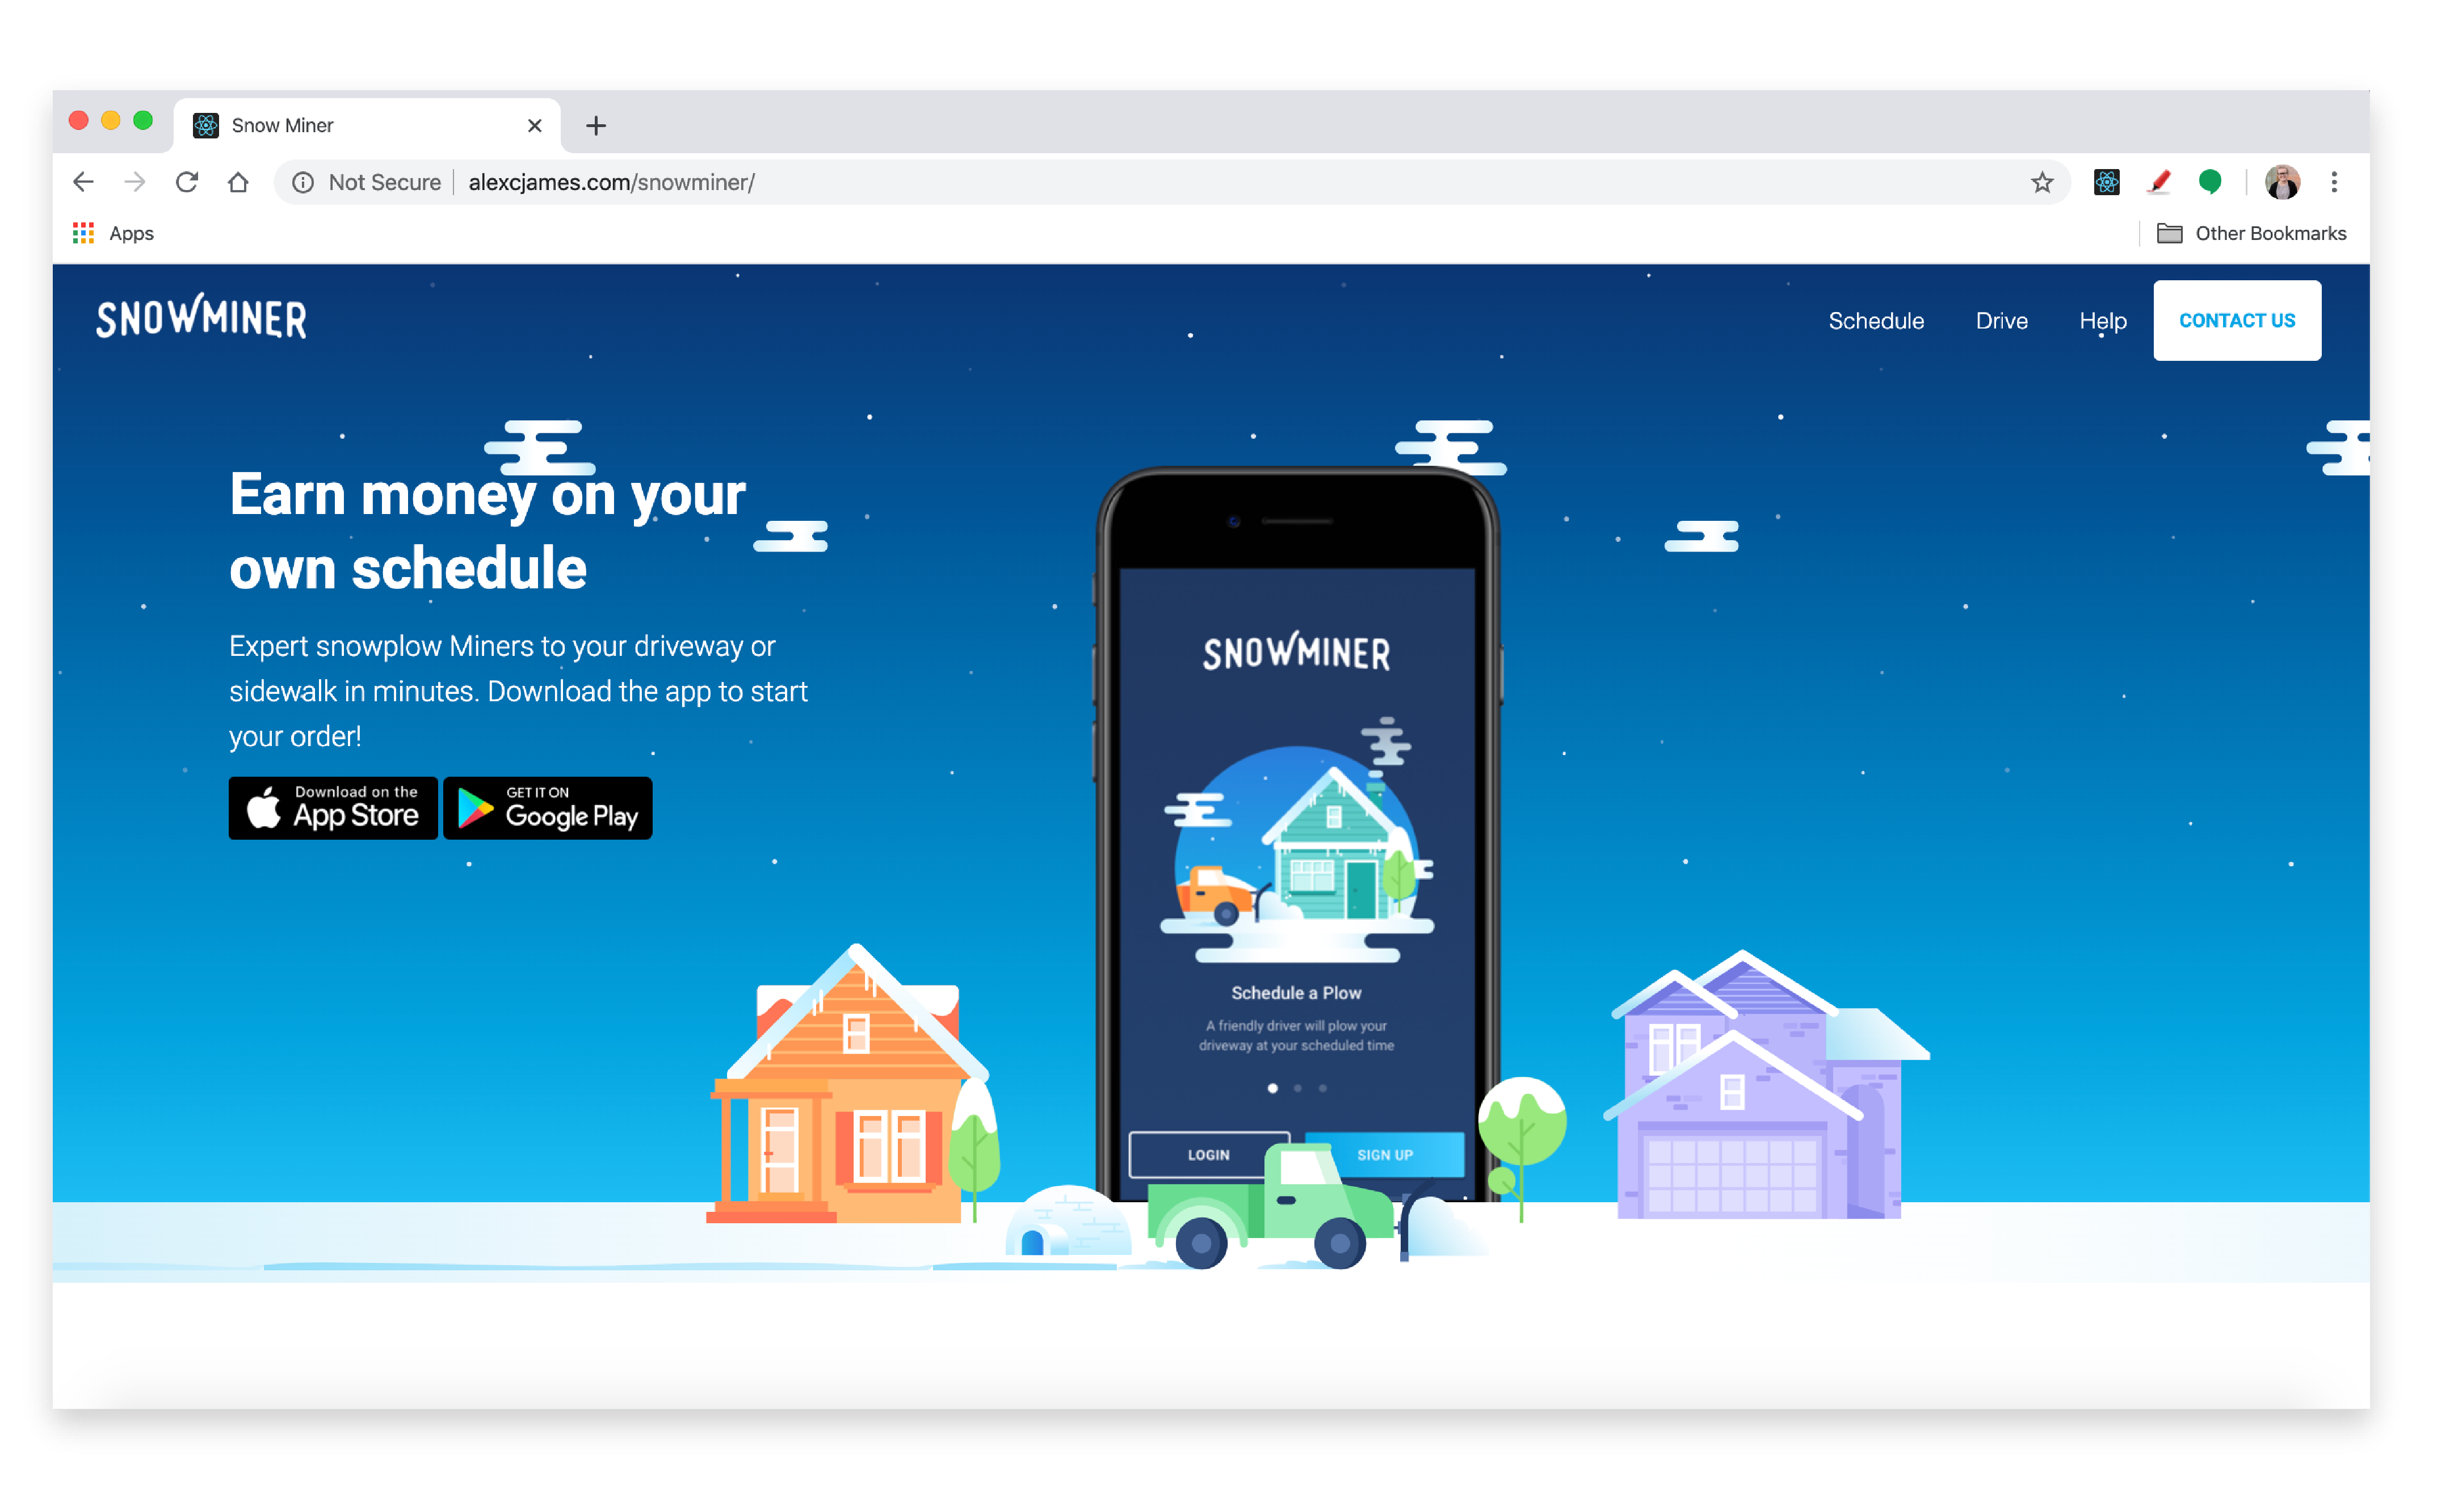 Snow Miner
Not Secure alexcjames.com/snowminer/
Apps
Other Bookmarks
SNOWMINER
Schedule
Drive
Help
CONTACT US
Earn money on your
own schedule
Expert snowplow Miners to your driveway or
sidewalk in minutes. Download the app to start
your order!
Download on the
App Store
GET IT ON
Google Play
SNOWMINER
Schedule a Plow
A friendly driver will plow your
driveway at your scheduled time
LOGIN
SIGN UP